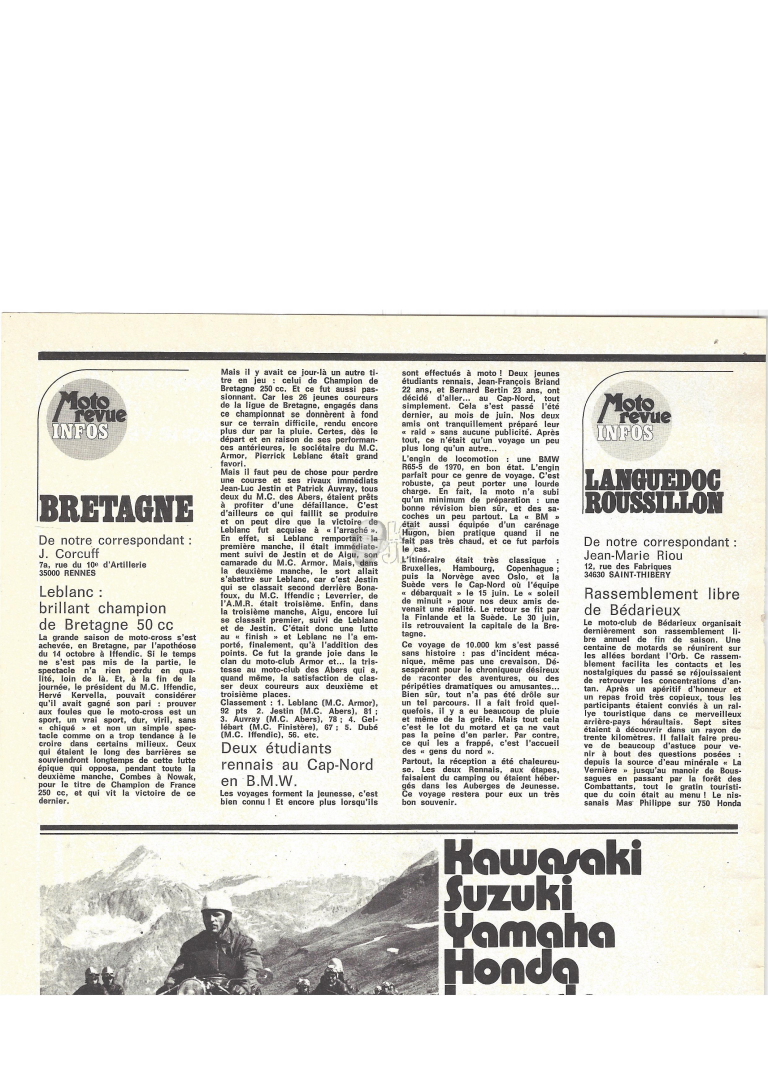 Moto
revue
INFOS
BRETAGNE
De notre correspondant :
J. Corcuff
7a, rue du 10e d'Artillerie
35000 RENNES
Leblanc :
brillant champion
de Bretagne 50 cc
La grande saison de moto-cross s'est
achevée, en Bretagne, par l'apothéose
du 14 octobre à Iffendic. Si le temps
ne s'est pas mis de la partie, le
spectacle n'a rien perdu en qua-
lité, loin de là. Et, à la fin de la
journée, le président du M.C. Iffendic,
Hervé Kervella, pouvait considérer
qu'il avait gagné son pari : prouver
aux foules que le moto-cross est un
sport, un vrai sport, dur, viril, sans
« chiqué » et non un simple spec-
tacle comme on a trop tendance à le
croire dans certains milieux. Ceux
qui étaient le long des barrières se
souviendront longtemps de cette lutte
épique qui opposa, pendant toute la
deuxième manche, Combes à Nowak,
pour le titre de Champion de France
250 cc, et qui vit la victoire de ce
dernier.
Mais il y avait ce jour-là un autre ti-
tre en jeu : celui de Champion de
Bretagne 250 cc. Et ce fut aussi pas-
sionnant. Car les 26 jeunes coureurs
de la ligue de Bretagne, engagés dans
ce championnat se donnèrent à fond
sur ce terrain difficile, rendu encore
plus dur par la pluie. Certes, dès le
départ et en raison de ses performan-
ces antérieures, le sociétaire du M.C.
Armor, Pierrick Leblanc était grand
favori.
Mais il faut peu de chose pour perdre
une course et ses rivaux immédiats
Jean-Luc Jestin et Patrick Auvray, tous
deux du M.C. des Abers, étaient prêts
à profiter d'une défaillance. C'est
d'ailleurs ce qui faillit se produire
et on peut dire que la victoire de
Leblanc fut acquise à « l'arraché ».
En effet, si Leblanc remportait la
première manche, il était immédiate-
ment suivi de Jestin et de Aigu, son
camarade du M.C. Armor. Mais, dans
la deuxième manche, le sort allait
s'abattre sur Leblanc, car c'est Jestin
qui se classait second derrière Bona-
foux, du M.C. Iffendic ; Leverrier, de
l'A.M.R. était troisième. Enfin, dans
la troisième manche, Aigu, encore lui
se classait premier, suivi de Leblanc
et de Jestin. C'était donc une lutte
au « finish » et Leblanc ne l'a em-
porté, finalement, qu'à l'addition des
points. Ce fut la grande joie dans le
clan du moto-club Armor et... la tris-
tesse au moto-club des Abers qui a,
quand même, la satisfaction de clas-
ser deux coureurs aux deuxième et
troisième places.
Classement : 1. Leblanc (M.C. Armor),
92 pts 2. Jestin (M.C. Abers), 81 ;
3. Auvray (M.C. Abers), 78 ; 4. Gel-
lébart (M.C. Finistère), 67 ; 5. Dubé
(M.C. Iffendic), 56. etc.
Deux étudiants
rennais au Cap-Nord
en B.M.W.
Les voyages forment la jeunesse, c'est
bien connu ! Et encore plus lorsqu'ils
sont effectués à moto ! Deux jeunes
étudiants rennais, Jean-François Briand
22 ans, et Bernard Bertin 23 ans, ont
décidé d'aller... au Cap-Nord, tout
simplement. Cela s'est passé l'été
dernier, au mois de juin. Nos deux
amis ont tranquillement préparé leur
« raid » sans aucune publicité. Après
tout, ce n'était qu'un voyage un peu
plus long qu'un autre...
L'engin de locomotion : une BMW
R65-5 de 1970, en bon état. L'engin
parfait pour ce genre de voyage. C'est
robuste, ça peut porter une lourde
charge. En fait, la moto n'a subi
qu'un minimum de préparation : une
bonne révision bien sûr, et des sa-
coches un peu partout. La « BM »
était aussi équipée d'un carénage
Hugon, bien pratique quand il ne
fait pas très chaud, et ce fut parfois
le cas.
L'itinéraire était très classique :
Bruxelles, Hambourg, Copenhague ;
puis la Norvège avec Oslo, et la
Suède vers le Cap-Nord où l'équipe
« débarquait » le 15 juin. Le « soleil
de minuit » pour nos deux amis de-
venait une réalité. Le retour se fit par
la Finlande et la Suède. Le 30 juin,
ils retrouvaient la capitale de la Bre-
tagne.
Ce voyage de 10.000 km s'est passé
sans histoire : pas d'incident méca-
nique, même pas une crevaison. Dé-
sespérant pour le chroniqueur désireux
de raconter des aventures, ou des
péripéties dramatiques ou amusantes...
Bien sûr, tout n'a pas été drôle sur
un tel parcours. Il a fait froid quel-
quefois, il y a eu beaucoup de pluie
et même de la grêle. Mais tout cela
c'est le lot du motard et ça ne vaut
pas la peine d'en parler. Par contre,
ce qui les a frappé, c'est l'accueil
des « gens du nord ».
Partout, la réception a été chaleureu-
se. Les deux Rennais, aux étapes,
faisaient du camping ou étaient héber-
gés dans les Auberges de Jeunesse.
Ce voyage restera pour eux un très
bon souvenir.
Moto
revue
INFOS
LANGUEDOC
ROUSSILLON
De notre correspondant :
Jean-Marie Riou
12, rue des Fabriques
34630 SAINT-THIBÉRY
Rassemblement libre
de Bédarieux
Le moto-club de Bédarieux organisait
dernièrement son rassemblement li-
bre annuel de fin de saison. Une
centaine de motards se réunirent sur
les allées bordant l'Orb. Ce rassem-
blement facilita les contacts et les
nostalgiques du passé se réjouissaient
de retrouver les concentrations d'an-
tan. Après un apéritif d'honneur et
un repas froid très copieux, tous les
participants étaient conviés à un ral-
lye touristique dans ce merveilleux
arrière-pays héraultais. Sept sites
étaient à découvrir dans un rayon de
trente kilomètres. Il fallait faire preu-
ve de beaucoup d'astuce pour ve-
nir à bout des questions posées :
depuis la source d'eau minérale « La
Vernière » jusqu'au manoir de Bous-
sagues en passant par la forêt des
Combattants, tout le gratin touristi-
que du coin était au menu ! Le nis-
sanais Mas Philippe sur 750 Honda
Kawasaki
Suzuki
Yamaha
Honda